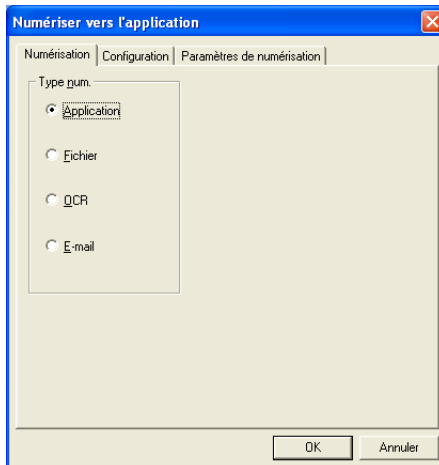 Numériser vers l'application
Numérisation Configuration Paramètres de numérisation
Type num.
Application
Fichier
OCR
E-mail
OK Annuler